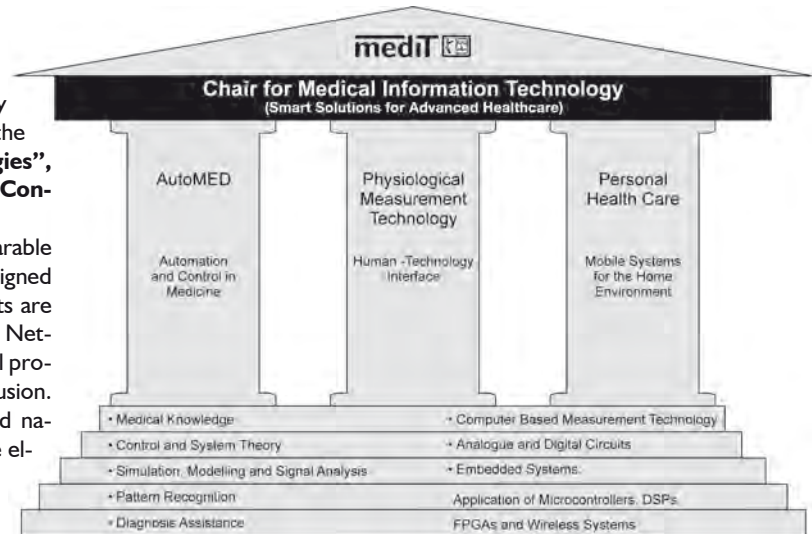 mediT
Chair for Medical Information Technology
(Smart Solutions for Advanced Healthcare)
y
the
gies”,
Con-
arable
igned
ts are
Net-
l pro-
usion.
d na-
e el-
AutoMED
Automation
and Control in
Medicine
Physiological
Measurement
Technology
Human -Technology
Interface
Personal
Health Care
Mobile Systems
for the Home
Environment
• Medical Knowledge
• Control and System Theory
• Simulation, Modelling and Signal Analysis
• Pattern Recognition
• Diagnosis Assistance
• Computer Based Measurement Technology
• Analogue and Digital Circuits
• Embedded Systems:
Application of Microcontrollers, DSPs,
FPGAs and Wireless Systems